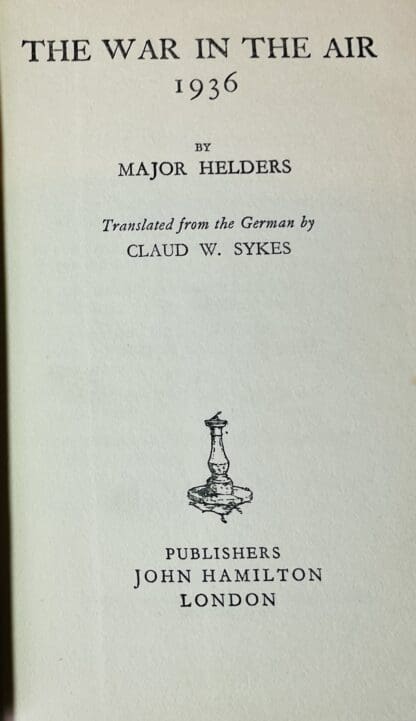 THE WAR IN THE AIR
1936
BY
MAJOR HELDERS
Translated from the German by
CLAUD W. SYKES
PUBLISHERS
JOHN HAMILTON
LONDON